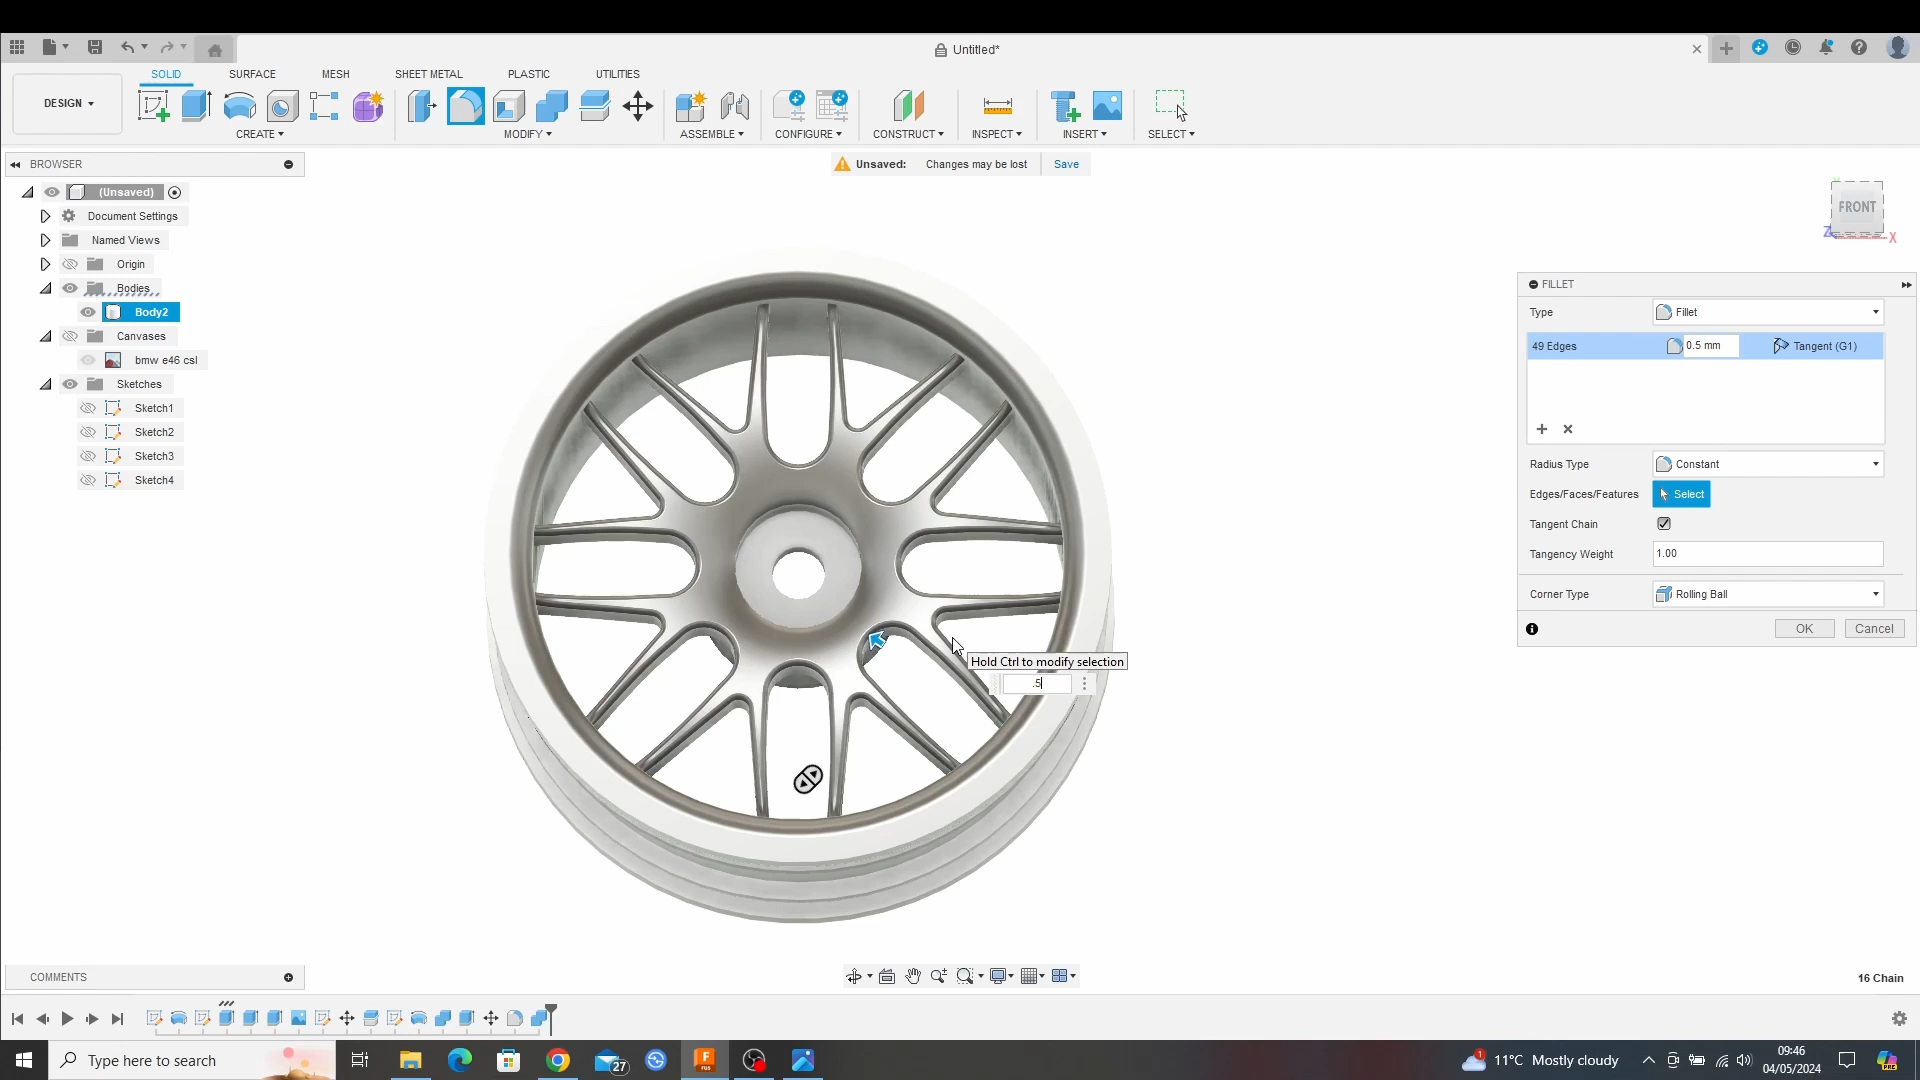 Untitled*
DESIGN
SOLID
SURFACE
MESH
SHEET METAL
PLASTIC
UTILITIES
CREATE
MODIFY
ASSEMBLE
CONFIGURE
CONSTRUCT
INSPECT
INSERT
SELECT
BROWSER
Unsaved: Changes may be lost Save
(Unsaved)
Document Settings
Named Views
Origin
Bodies
Body2
Canvases
bmw e46 csl
Sketches
Sketch1
Sketch2
Sketch3
Sketch4
FRONT
Z
X
FILLET
Type Fillet
49 Edges 0.5 mm Tangent (G1)
Radius Type Constant
Edges/Faces/Features Select
Tangent Chain
Tangency Weight 1.00
Corner Type Rolling Ball
OK Cancel
Hold Ctrl to modify selection
.5
COMMENTS
16 Chain
Type here to search
27
F
FUS
1
11°C Mostly cloudy
09:46
04/05/2024
PRE